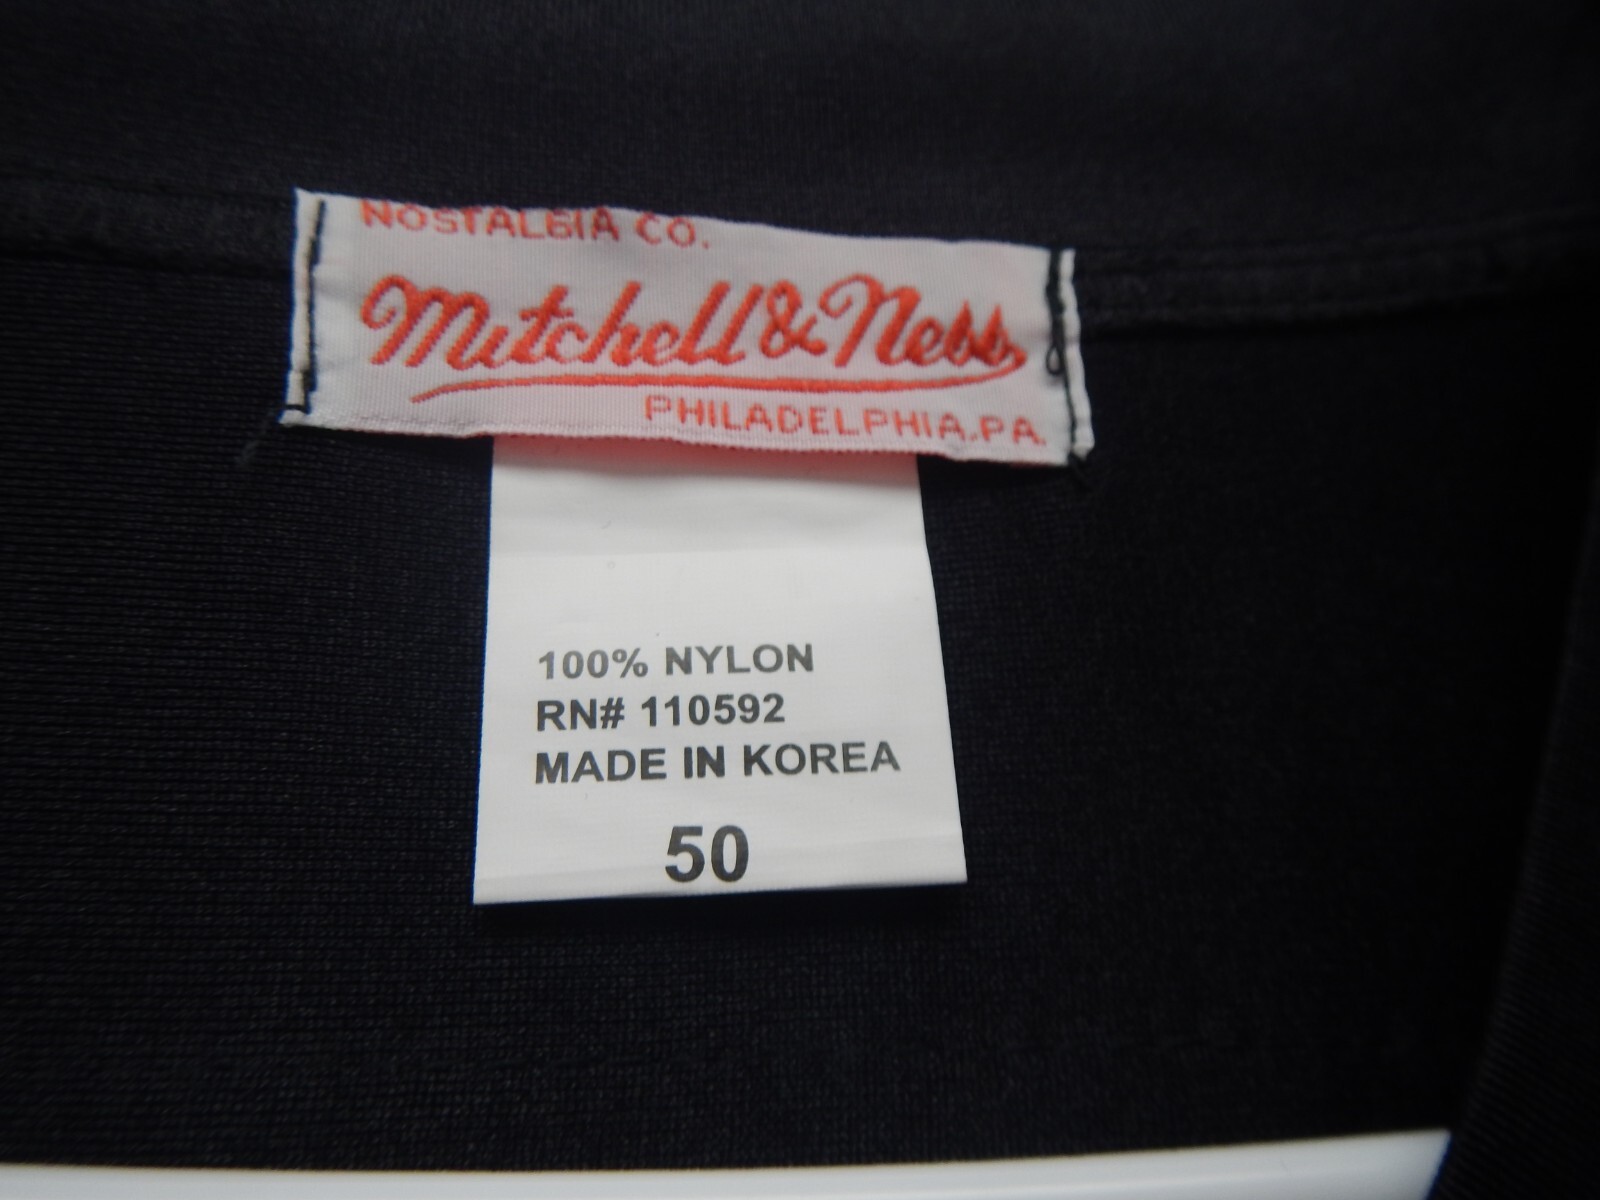 NOSTALGIA CO.
Mitchell & Ness
PHILADELPHIA, PA.
100% NYLON
RN# 110592
MADE IN KOREA
50